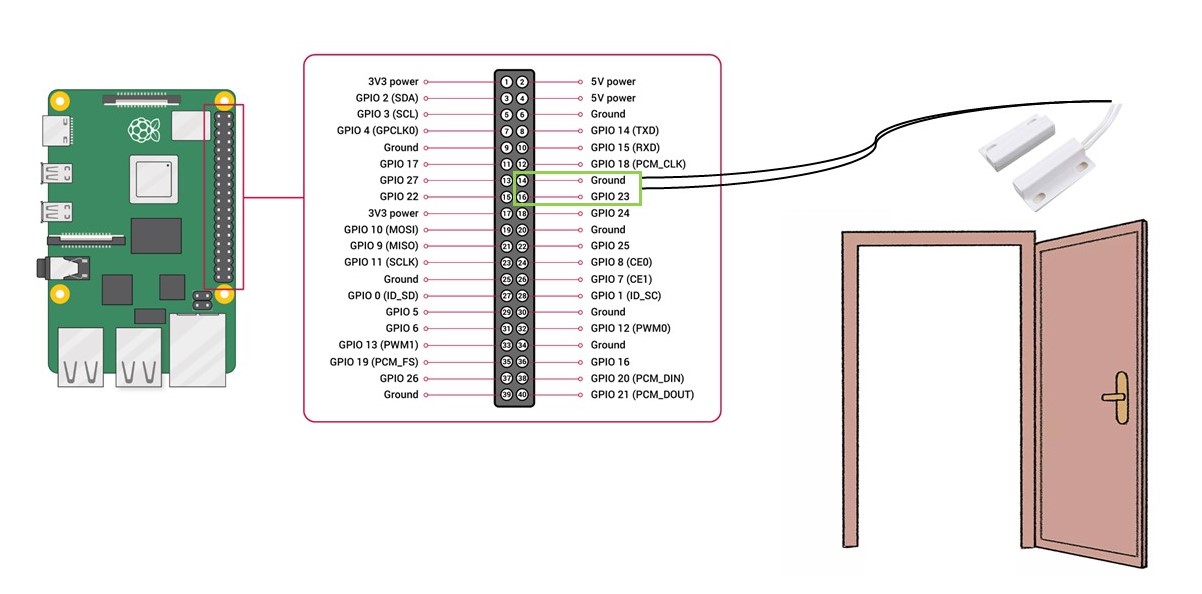 3V3 power 1 2 5V power
GPIO 2 (SDA) 3 4 5V power
GPIO 3 (SCL) 5 6 Ground
GPIO 4 (GPCLK0) 7 8 GPIO 14 (TXD)
Ground 9 10 GPIO 15 (RXD)
GPIO 17 11 12 GPIO 18 (PCM_CLK)
GPIO 27 13 14 Ground
GPIO 22 15 16 GPIO 23
3V3 power 17 18 GPIO 24
GPIO 10 (MOSI) 19 20 Ground
GPIO 9 (MISO) 21 22 GPIO 25
GPIO 11 (SCLK) 23 24 GPIO 8 (CE0)
Ground 25 26 GPIO 7 (CE1)
GPIO 0 (ID_SD) 27 28 GPIO 1 (ID_SC)
GPIO 5 29 30 Ground
GPIO 6 31 32 GPIO 12 (PWM0)
GPIO 13 (PWM1) 33 34 Ground
GPIO 19 (PCM_FS) 35 36 GPIO 16
GPIO 26 37 38 GPIO 20 (PCM_DIN)
Ground 39 40 GPIO 21 (PCM_DOUT)